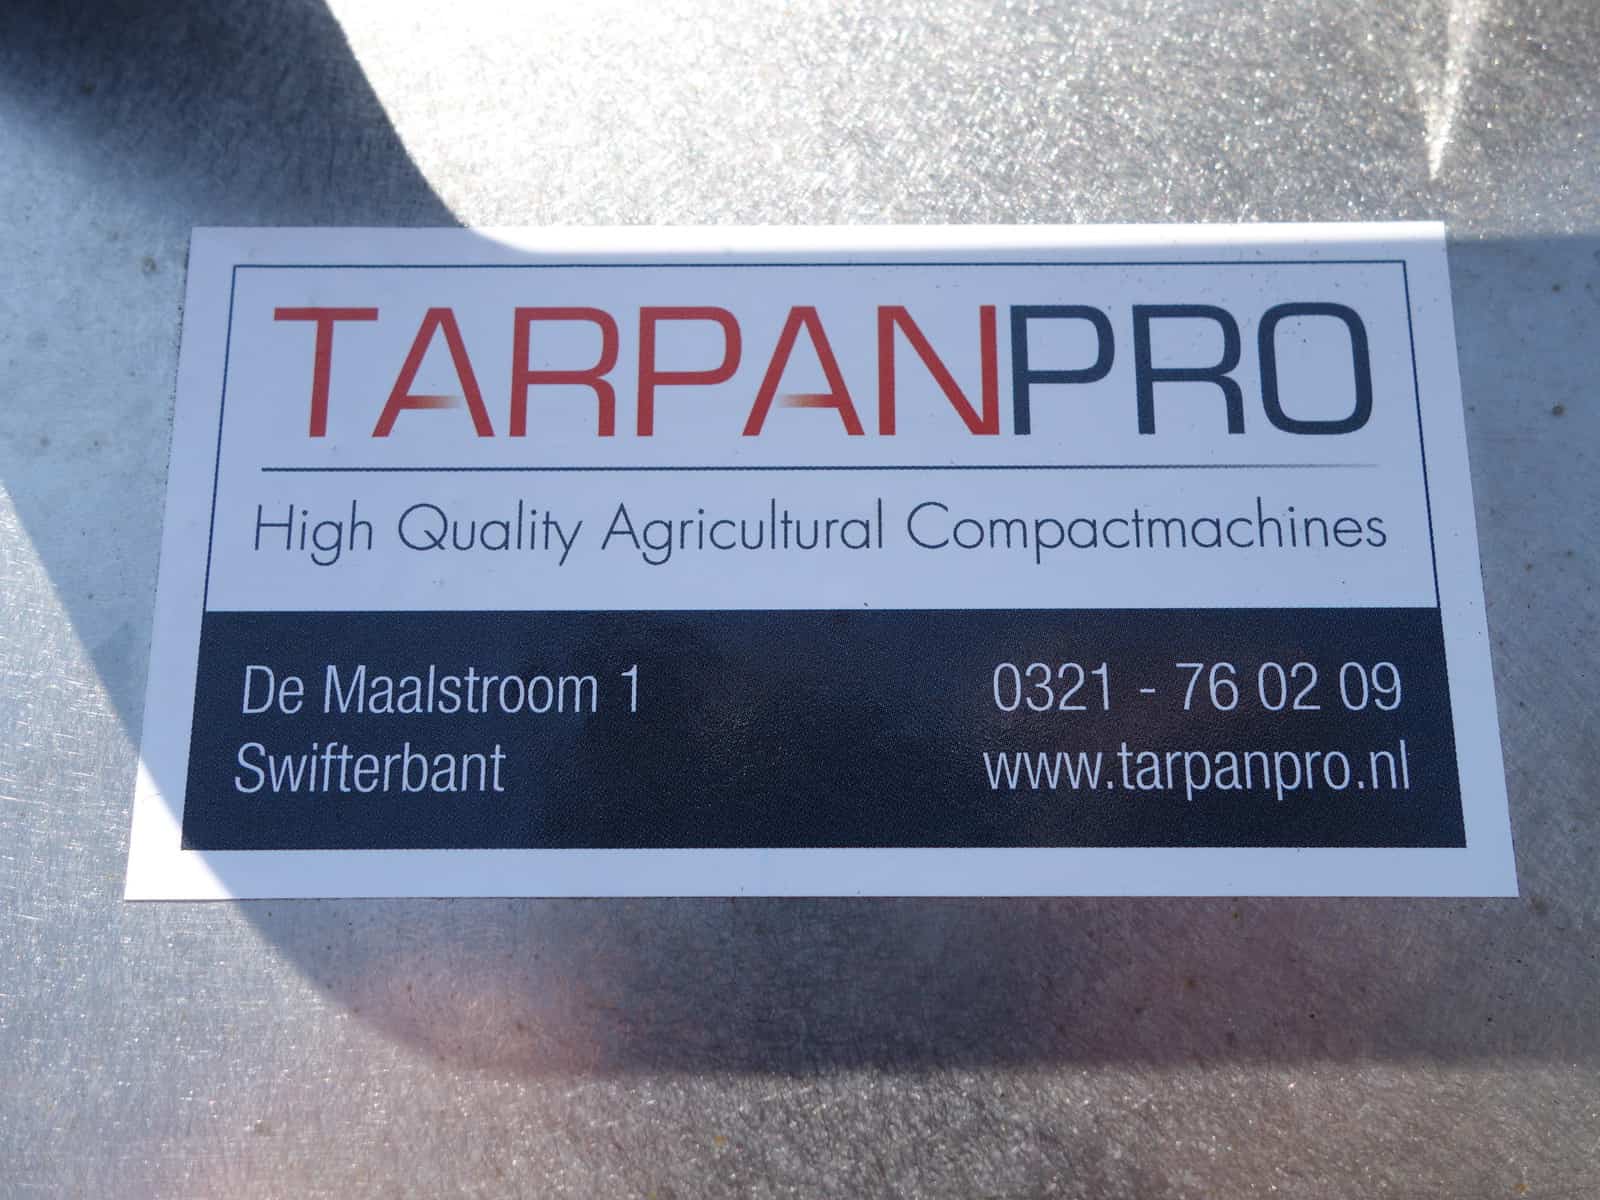 TARPANPRO
High Quality Agricultural Compactmachines
De Maalstroom 1
Swifterbant
0321 - 76 02 09
www.tarpanpro.nl